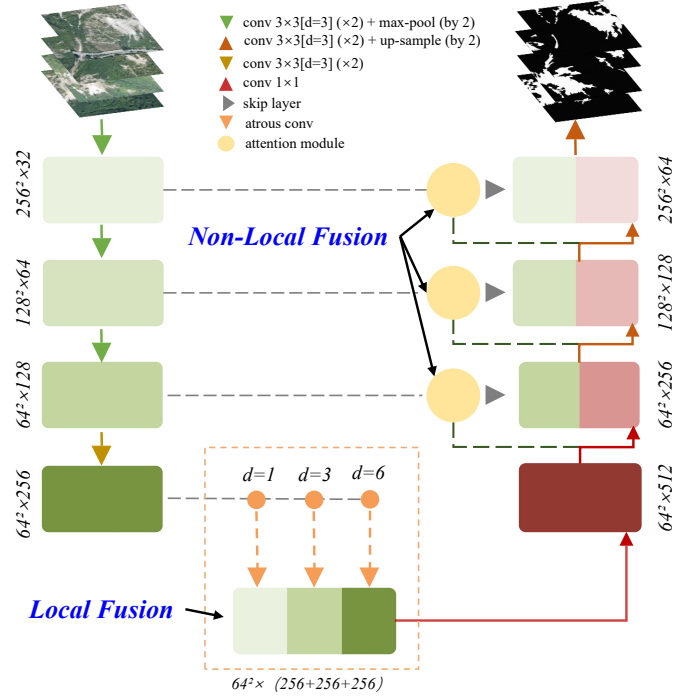 conv 3×3[d=3] (×2) + max-pool (by 2)
conv 3×3[d=3] (×2) + up-sample (by 2)
conv 3×3[d=3] (×2)
conv 1×1
skip layer
atrous conv
attention module
256²×32
256²×64
Non-Local Fusion
128²×64
128²×128
64²×128
64²×256
64²×256
d=1 d=3 d=6
64²×512
Local Fusion
64²× (256+256+256)